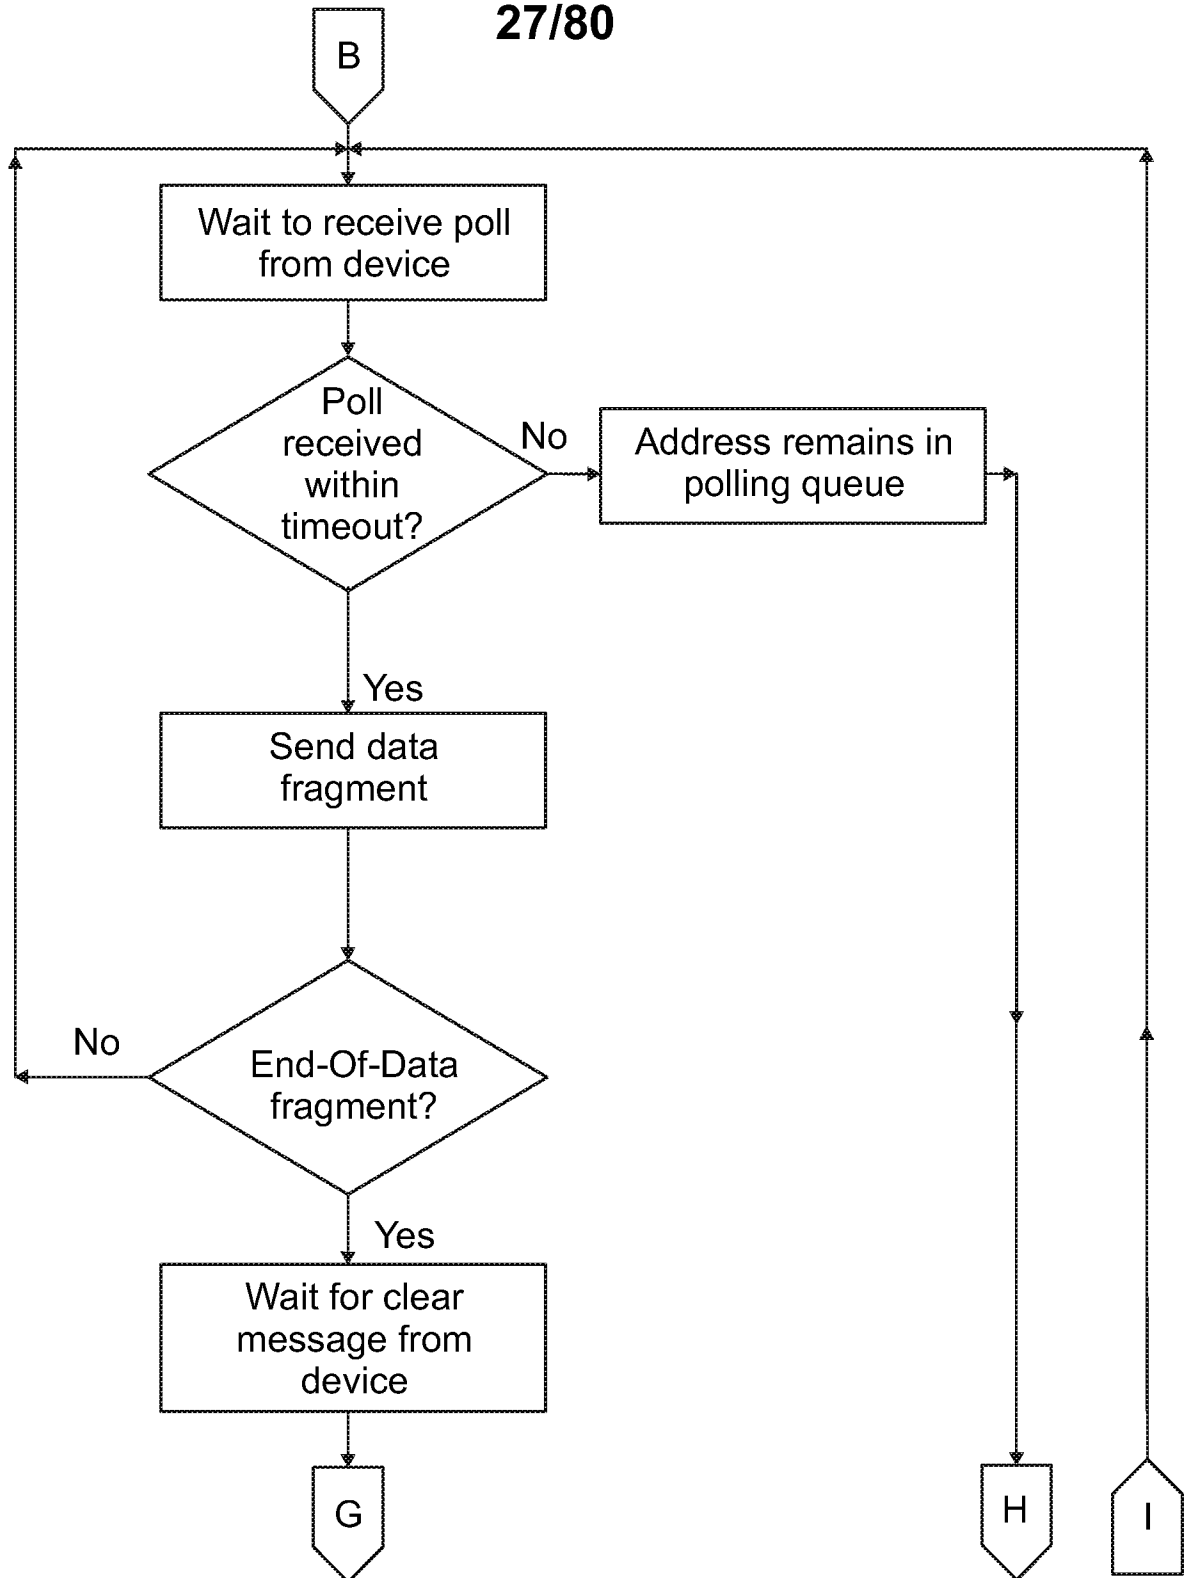 27/80
B
Wait to receive poll
from device
Poll
received
within
timeout?
No
Address remains in
polling queue
Yes
Send data
fragment
No
End-Of-Data
fragment?
Yes
Wait for clear
message from
device
G
H
I